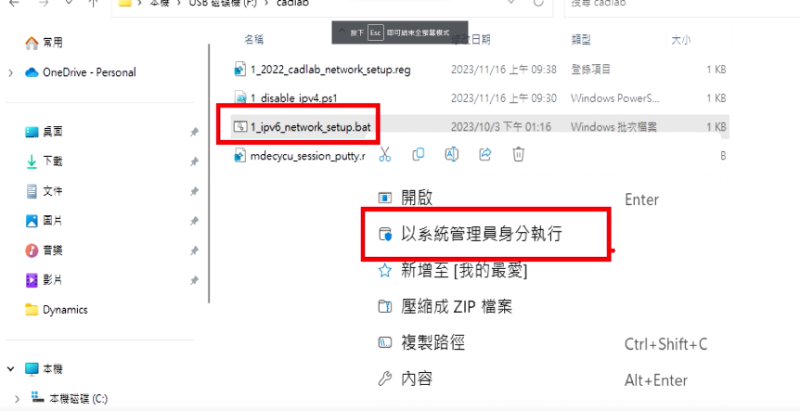 本機 > USB 磁碟機 (F:) > cadlab
搜尋 cadlab
按下 Esc 即可結束全螢幕模式
名稱 修改日期 類型 大小
常用
OneDrive - Personal
桌面
下載
文件
圖片
音樂
影片
Dynamics
本機
本機磁碟 (C:)
1_2022_cadlab_network_setup.reg 2023/11/16 上午 09:38 登錄項目 1 KB
1_disable_ipv4.ps1 2023/11/16 上午 09:30 Windows PowerS... 1 KB
1_ipv6_network_setup.bat 2023/10/3 下午 01:16 Windows 批次檔案 1 KB
mdecycu_session_putty.r B
開啟 Enter
以系統管理員身分執行
新增至 [我的最愛]
壓縮成 ZIP 檔案
複製路徑 Ctrl+Shift+C
內容 Alt+Enter